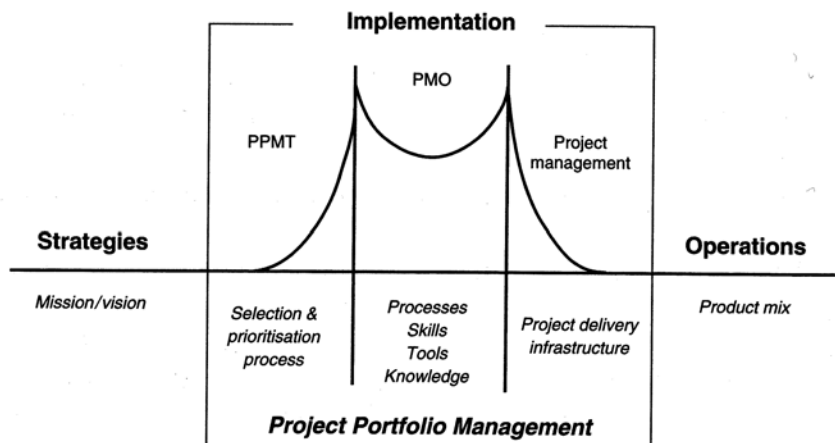 Implementation
PMO
PPMT
Project
management
Strategies
Operations
Mission/vision
Selection &
prioritisation
process
Processes
Skills
Tools
Knowledge
Project delivery
infrastructure
Product mix
Project Portfolio Management